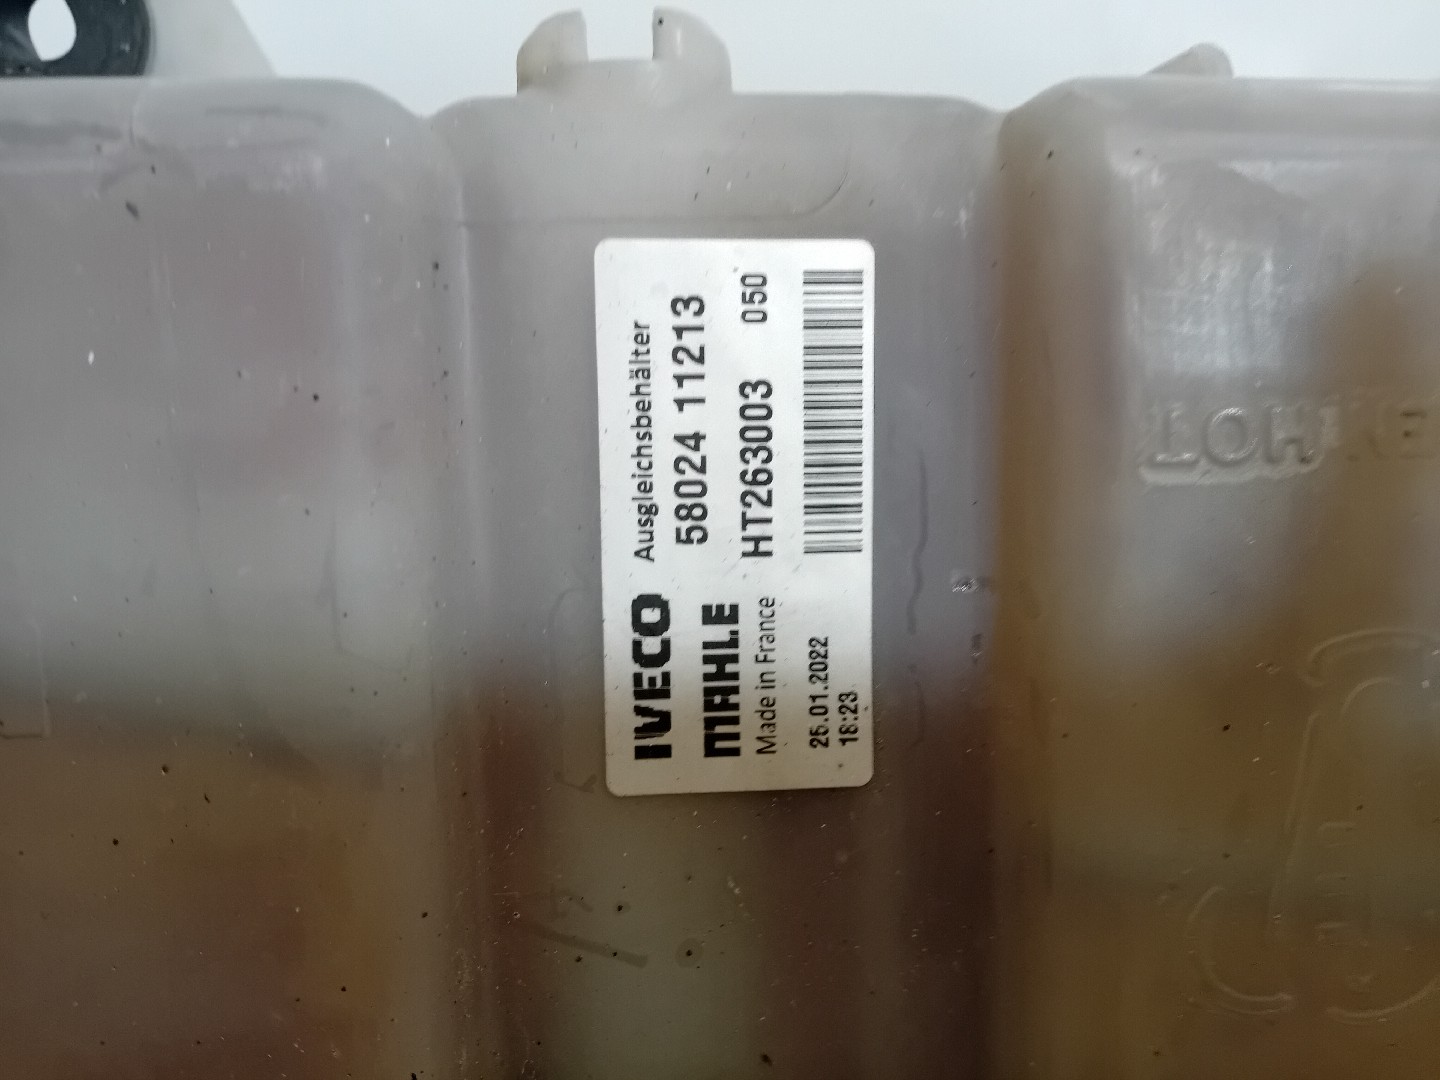 IVECO Ausgleichsbehälter
58024 11213
MAHLE
HT263003 050
Made in France
25.01.2022
18:23
HOT